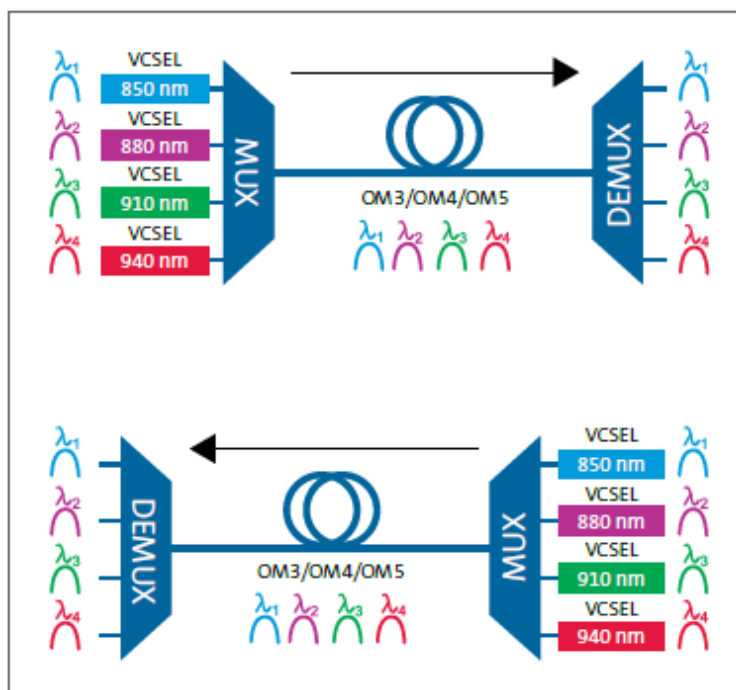 λ1 VCSEL λ1
850 nm
λ2 VCSEL λ2
880 nm
MUX DEMUX
λ3 VCSEL OM3/OM4/OM5 λ3
910 nm
λ4 VCSEL λ1 λ2 λ3 λ4 λ4
940 nm
λ1 VCSEL λ1
850 nm
λ2 VCSEL λ2
880 nm
DEMUX MUX
λ3 OM3/OM4/OM5 VCSEL λ3
910 nm
λ4 λ1 λ2 λ3 λ4 VCSEL λ4
940 nm